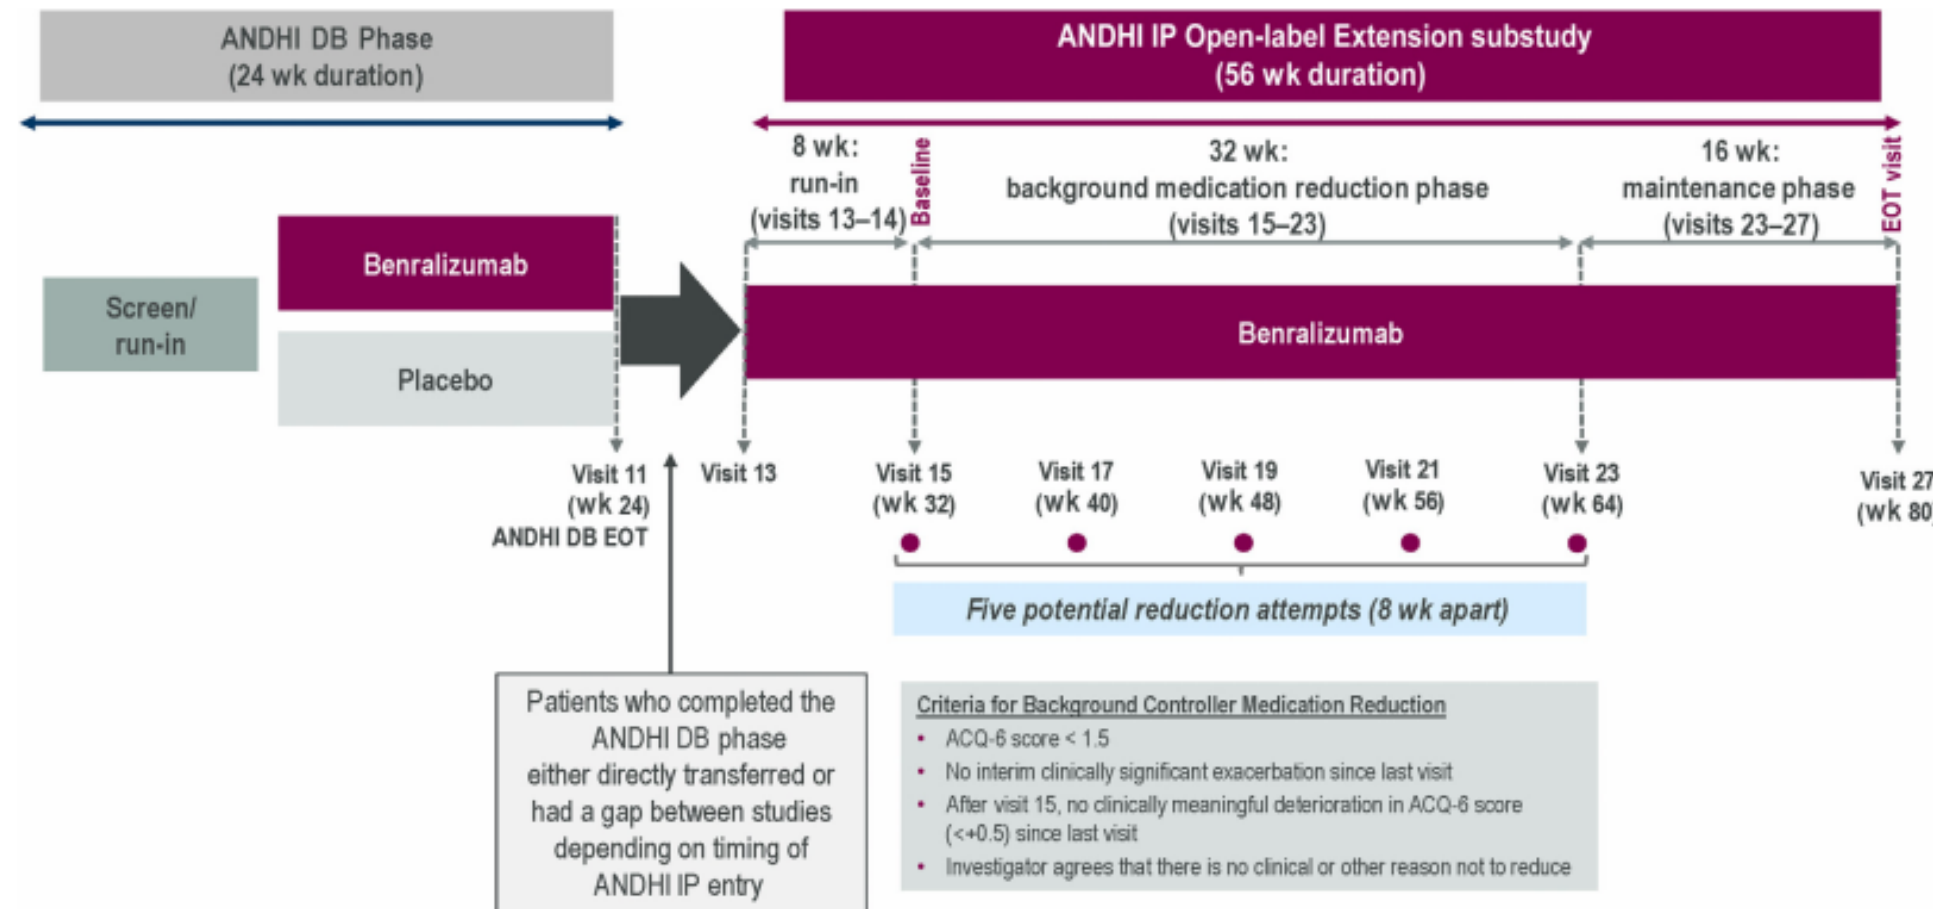 ANDHI DB Phase
(24 wk duration)
ANDHI IP Open-label Extension substudy
(56 wk duration)
8 wk:
run-in
(visits 13–14)
Baseline
32 wk:
background medication reduction phase
(visits 15–23)
16 wk:
maintenance phase
(visits 23–27)
EOT visit
Screen/
run-in
Benralizumab
Placebo
Benralizumab
Visit 11
(wk 24)
ANDHI DB EOT
Visit 13
Visit 15
(wk 32)
Visit 17
(wk 40)
Visit 19
(wk 48)
Visit 21
(wk 56)
Visit 23
(wk 64)
Visit 27
(wk 80)
Five potential reduction attempts (8 wk apart)
Patients who completed the
ANDHI DB phase
either directly transferred or
had a gap between studies
depending on timing of
ANDHI IP entry
Criteria for Background Controller Medication Reduction
• ACQ-6 score < 1.5
• No interim clinically significant exacerbation since last visit
• After visit 15, no clinically meaningful deterioration in ACQ-6 score
(<+0.5) since last visit
• Investigator agrees that there is no clinical or other reason not to reduce